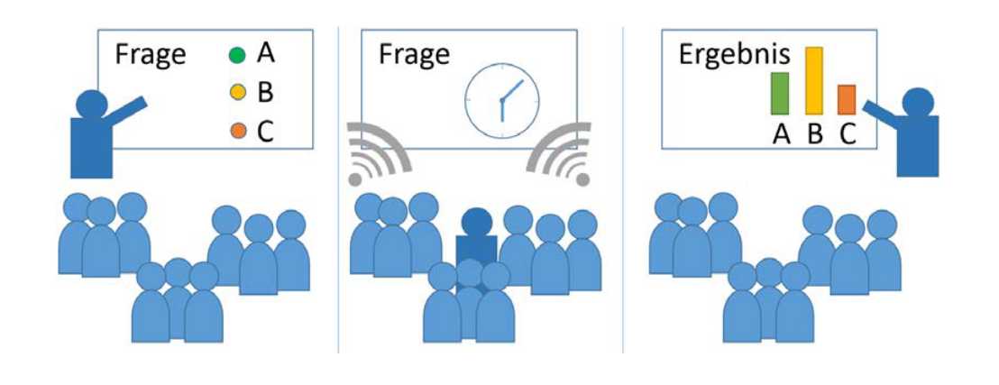 Frage
A
B
C
Frage
Ergebnis
A B C